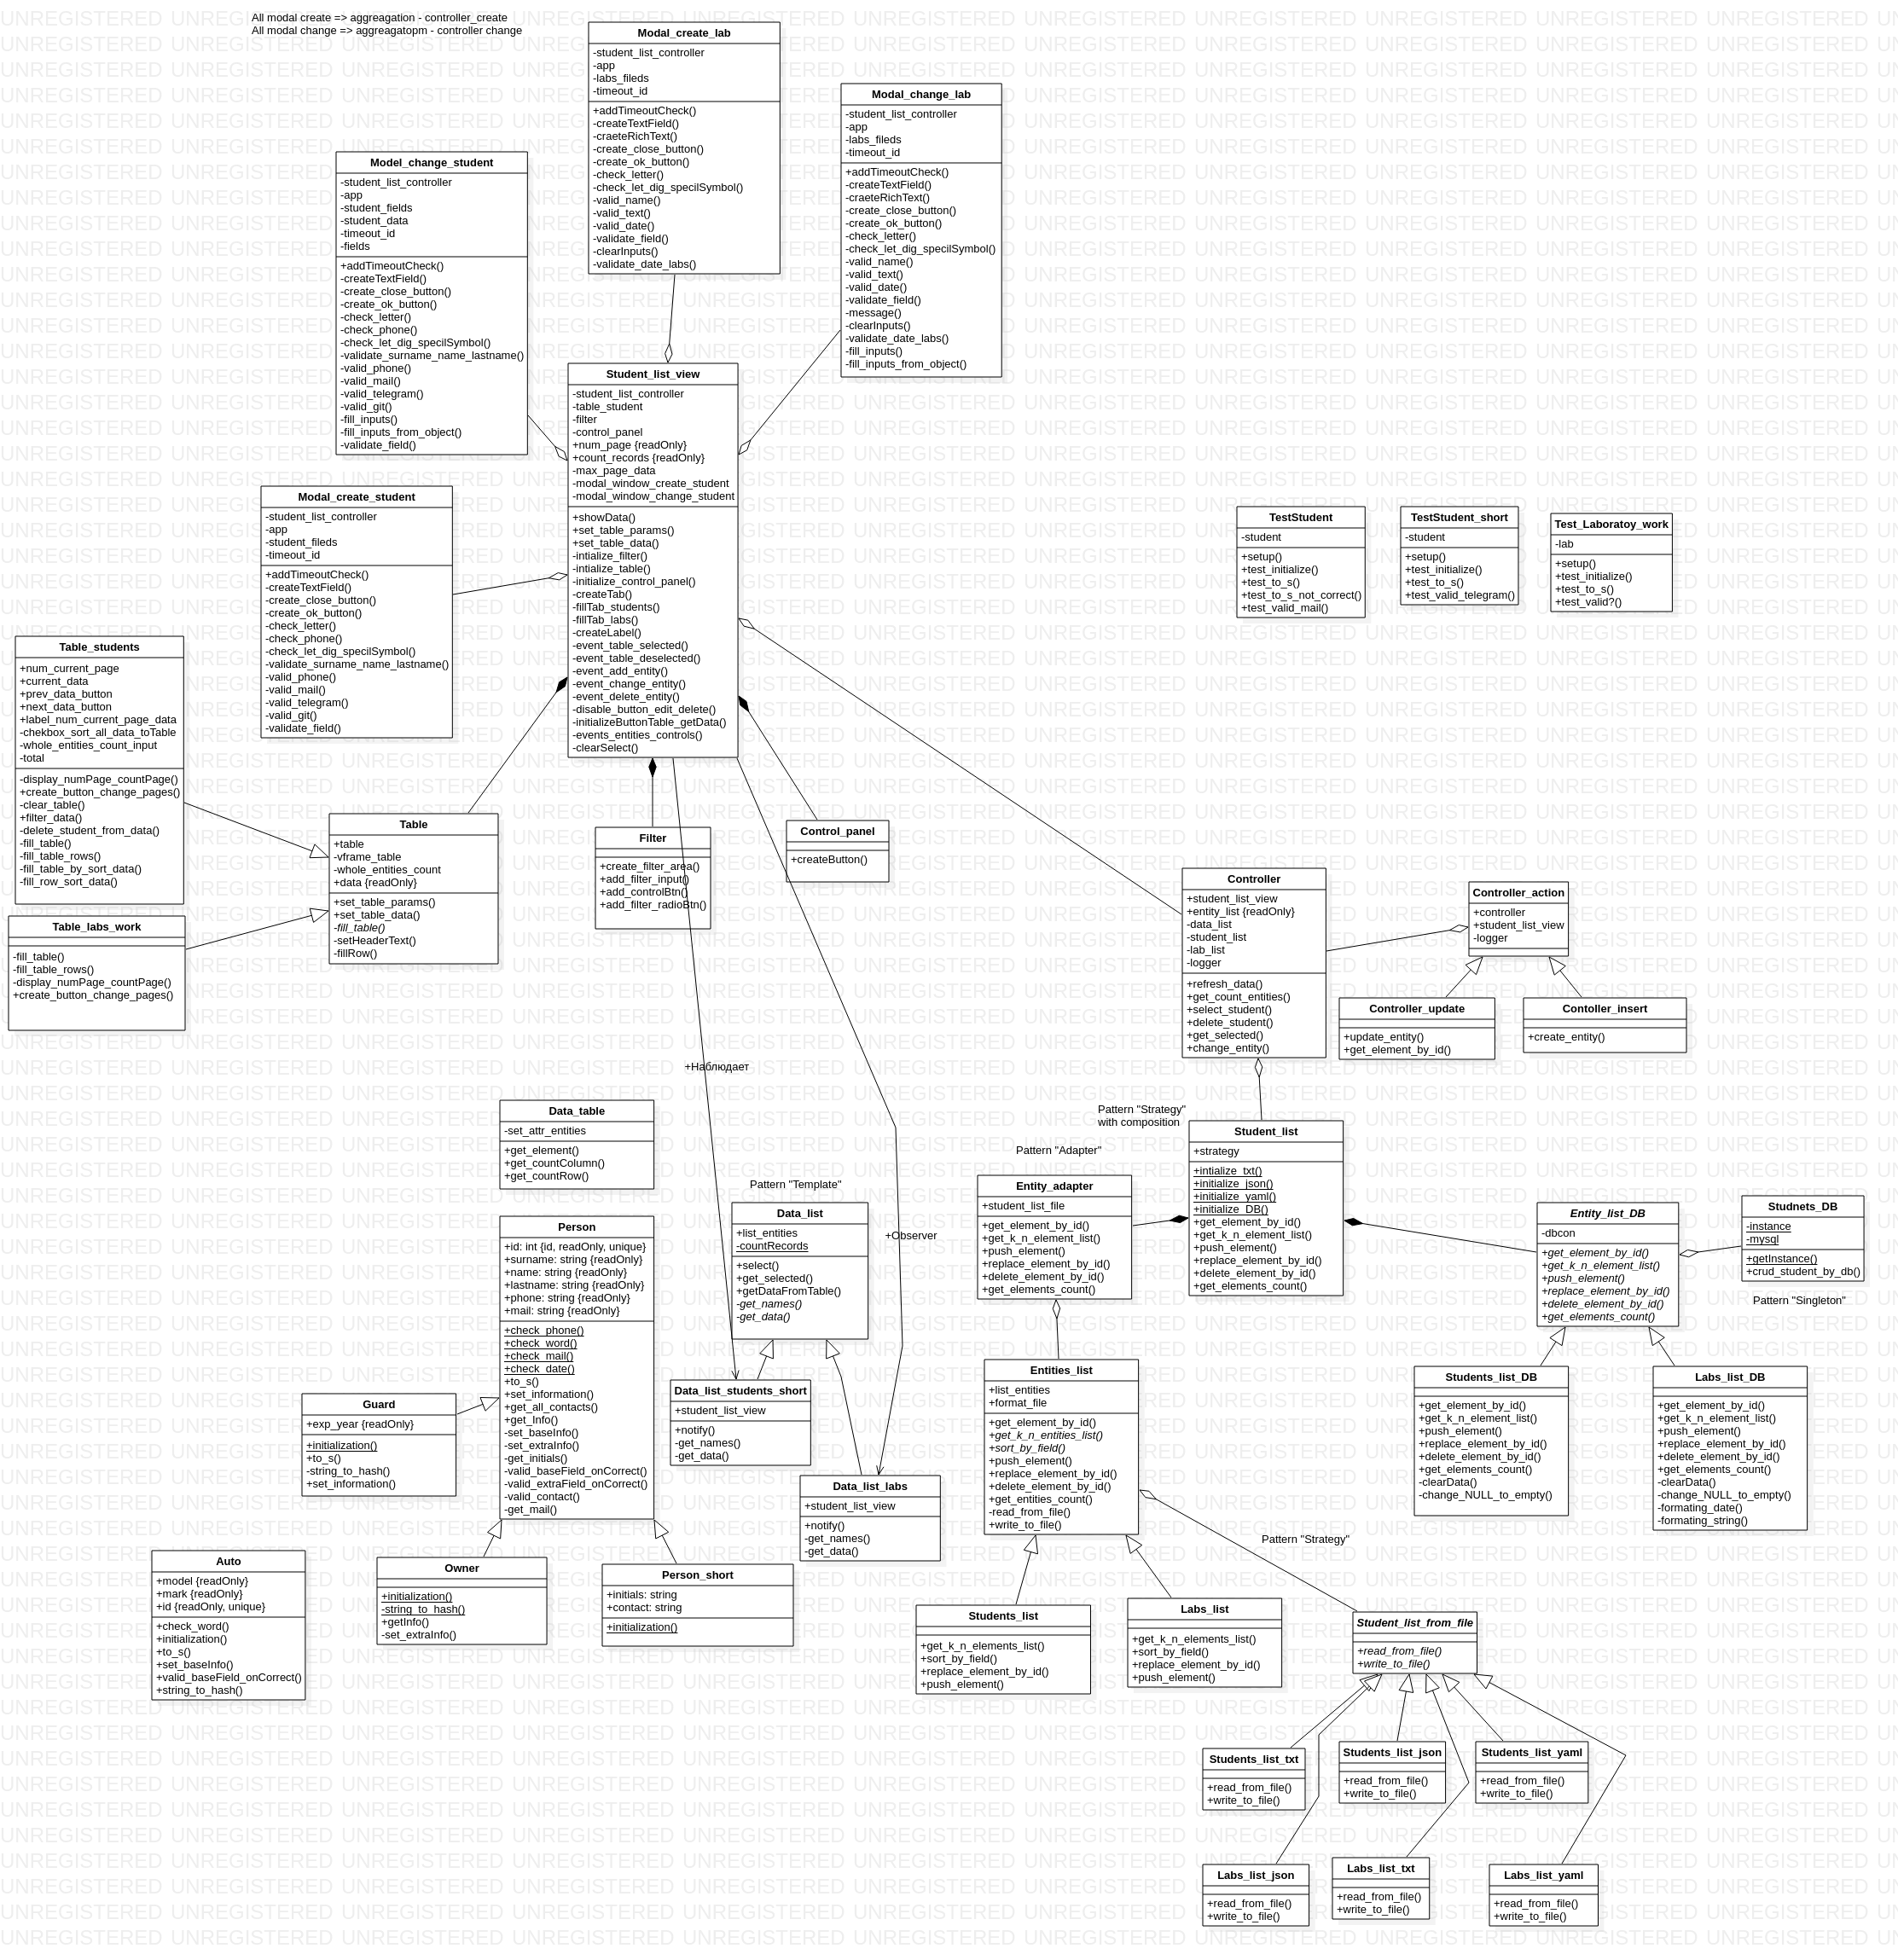 All modal create => aggreagation - controller_create
All modal change => aggreagatopm - controller change
Modal_create_lab
-student_list_controller
-app
-labs_fileds
-timeout_id
+addTimeoutCheck()
-createTextField()
-craeteRichText()
-create_close_button()
-create_ok_button()
-check_letter()
-check_let_dig_specilSymbol()
-valid_name()
-valid_text()
-valid_date()
-validate_field()
-clearInputs()
-validate_date_labs()
Modal_change_lab
-student_list_controller
-app
-labs_fileds
-timeout_id
+addTimeoutCheck()
-createTextField()
-craeteRichText()
-create_close_button()
-create_ok_button()
-check_letter()
-check_let_dig_specilSymbol()
-valid_name()
-valid_text()
-valid_date()
-validate_field()
-message()
-clearInputs()
-validate_date_labs()
-fill_inputs()
-fill_inputs_from_object()
Model_change_student
-student_list_controller
-app
-student_fields
-student_data
-timeout_id
-fields
+addTimeoutCheck()
-createTextField()
-create_close_button()
-create_ok_button()
-check_letter()
-check_phone()
-check_let_dig_specilSymbol()
-validate_surname_name_lastname()
-valid_phone()
-valid_mail()
-valid_telegram()
-valid_git()
-fill_inputs()
-fill_inputs_from_object()
-validate_field()
Student_list_view
-student_list_controller
-table_student
-filter
-control_panel
+num_page {readOnly}
+count_records {readOnly}
-max_page_data
-modal_window_create_student
-modal_window_change_student
+showData()
+set_table_params()
+set_table_data()
-intialize_filter()
-intialize_table()
-initialize_control_panel()
-createTab()
-fillTab_students()
-fillTab_labs()
-createLabel()
-event_table_selected()
-event_table_deselected()
-event_add_entity()
-event_change_entity()
-event_delete_entity()
-disable_button_edit_delete()
-initializeButtonTable_getData()
-events_entities_controls()
-clearSelect()
Modal_create_student
-student_list_controller
-app
-student_fileds
-timeout_id
+addTimeoutCheck()
-createTextField()
-create_close_button()
-create_ok_button()
-check_letter()
-check_phone()
-check_let_dig_specilSymbol()
-validate_surname_name_lastname()
-valid_phone()
-valid_mail()
-valid_telegram()
-valid_git()
-validate_field()
TestStudent
-student
+setup()
+test_initialize()
+test_to_s()
+test_to_s_not_correct()
+test_valid_mail()
TestStudent_short
-student
+setup()
+test_initialize()
+test_to_s()
+test_valid_telegram()
Test_Laboratoy_work
-lab
+setup()
+test_initialize()
+test_to_s()
+test_valid?()
Table_students
+num_current_page
+current_data
+prev_data_button
+next_data_button
+label_num_current_page_data
-chekbox_sort_all_data_toTable
-whole_entities_count_input
-total
-display_numPage_countPage()
+create_button_change_pages()
-clear_table()
+filter_data()
-delete_student_from_data()
-fill_table()
-fill_table_rows()
-fill_table_by_sort_data()
-fill_row_sort_data()
Table
+table
-vframe_table
-whole_entities_count
+data {readOnly}
+set_table_params()
+set_table_data()
-fill_table()
-setHeaderText()
-fillRow()
Table_labs_work
-fill_table()
-fill_table_rows()
-display_numPage_countPage()
+create_button_change_pages()
Filter
+create_filter_area()
+add_filter_input()
+add_controlBtn()
+add_filter_radioBtn()
Control_panel
+createButton()
Controller
+student_list_view
+entity_list {readOnly}
-data_list
-student_list
-lab_list
-logger
+refresh_data()
+get_count_entities()
+select_student()
+delete_student()
+get_selected()
+change_entity()
Controller_action
+controller
+student_list_view
-logger
Controller_update
+update_entity()
+get_element_by_id()
Contoller_insert
+create_entity()
+Наблюдает
+Observer
Data_table
-set_attr_entities
+get_element()
+get_countColumn()
+get_countRow()
Pattern "Strategy"
with composition
Pattern "Adapter"
Pattern "Template"
Student_list
+strategy
+intialize_txt()
+initialize_json()
+initialize_yaml()
+initialize_DB()
+get_element_by_id()
+get_k_n_element_list()
+push_element()
+replace_element_by_id()
+delete_element_by_id()
+get_elements_count()
Entity_adapter
+student_list_file
+get_element_by_id()
+get_k_n_element_list()
+push_element()
+replace_element_by_id()
+delete_element_by_id()
+get_elements_count()
Entity_list_DB
-dbcon
+get_element_by_id()
+get_k_n_element_list()
+push_element()
+replace_element_by_id()
+delete_element_by_id()
+get_elements_count()
Studnets_DB
-instance
-mysql
+getInstance()
+crud_student_by_db()
Pattern "Singleton"
Data_list
+list_entities
-countRecords
+select()
+get_selected()
+getDataFromTable()
-get_names()
-get_data()
Person
+id: int {id, readOnly, unique}
+surname: string {readOnly}
+name: string {readOnly}
+lastname: string {readOnly}
+phone: string {readOnly}
+mail: string {readOnly}
+check_phone()
+check_word()
+check_mail()
+check_date()
+to_s()
+set_information()
+get_all_contacts()
+get_Info()
-set_baseInfo()
-set_extraInfo()
-get_initials()
-valid_baseField_onCorrect()
-valid_extraField_onCorrect()
-valid_contact()
-get_mail()
Guard
+exp_year {readOnly}
+initialization()
+to_s()
-string_to_hash()
+set_information()
Data_list_students_short
+student_list_view
+notify()
-get_names()
-get_data()
Data_list_labs
+student_list_view
+notify()
-get_names()
-get_data()
Entities_list
+list_entities
+format_file
+get_element_by_id()
+get_k_n_entities_list()
+sort_by_field()
+push_element()
+replace_element_by_id()
+delete_element_by_id()
+get_entities_count()
-read_from_file()
+write_to_file()
Students_list_DB
+get_element_by_id()
+get_k_n_element_list()
+push_element()
+replace_element_by_id()
+delete_element_by_id()
+get_elements_count()
-clearData()
-change_NULL_to_empty()
Labs_list_DB
+get_element_by_id()
+get_k_n_element_list()
+push_element()
+replace_element_by_id()
+delete_element_by_id()
+get_elements_count()
-clearData()
-change_NULL_to_empty()
-formating_date()
-formating_string()
Pattern "Strategy"
Auto
+model {readOnly}
+mark {readOnly}
+id {readOnly, unique}
+check_word()
+initialization()
+to_s()
+set_baseInfo()
+valid_baseField_onCorrect()
+string_to_hash()
Owner
+initialization()
-string_to_hash()
+getInfo()
-set_extraInfo()
Person_short
+initials: string
+contact: string
+initialization()
Students_list
+get_k_n_elements_list()
+sort_by_field()
+replace_element_by_id()
+push_element()
Labs_list
+get_k_n_elements_list()
+sort_by_field()
+replace_element_by_id()
+push_element()
Student_list_from_file
+read_from_file()
+write_to_file()
Students_list_txt
+read_from_file()
+write_to_file()
Students_list_json
+read_from_file()
+write_to_file()
Students_list_yaml
+read_from_file()
+write_to_file()
Labs_list_json
+read_from_file()
+write_to_file()
Labs_list_txt
+read_from_file()
+write_to_file()
Labs_list_yaml
+read_from_file()
+write_to_file()